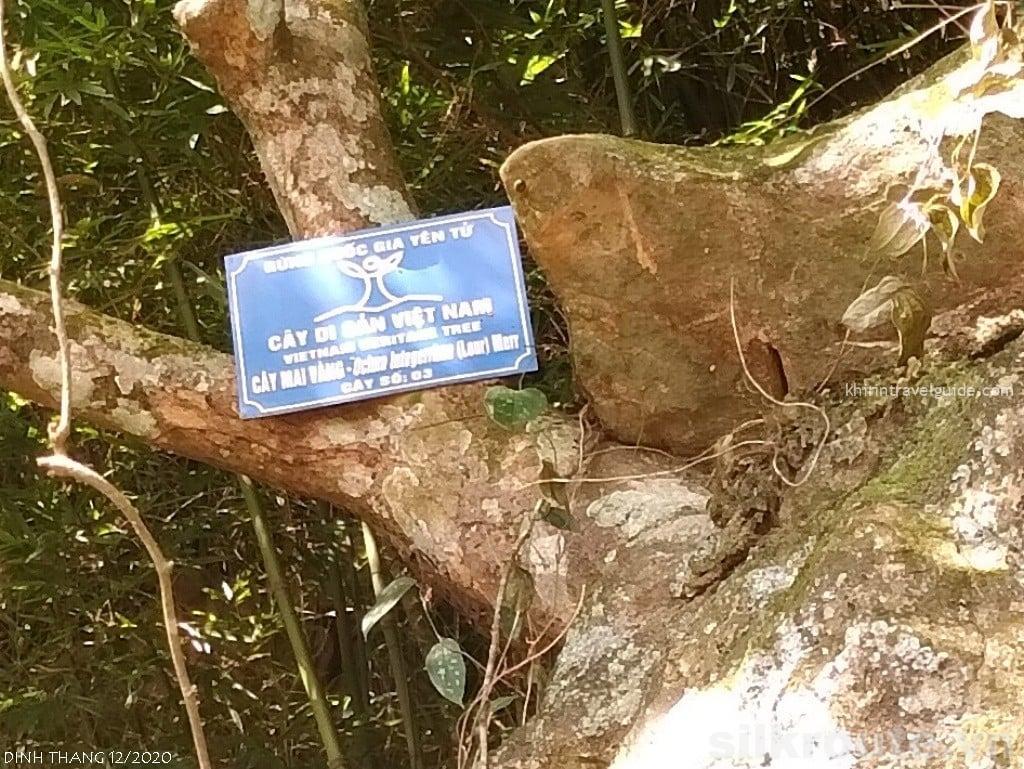 RỪNG QUỐC GIA YÊN TỬ
CÂY DI SẢN VIỆT NAM
VIETNAM HERITAGE TREE
CÂY MAI VÀNG - Ochna integerrima (Lour) Merr
CÂY SỐ: 03
khirintravelguide.com
DINH THANG 12/2020
silkroute.vn